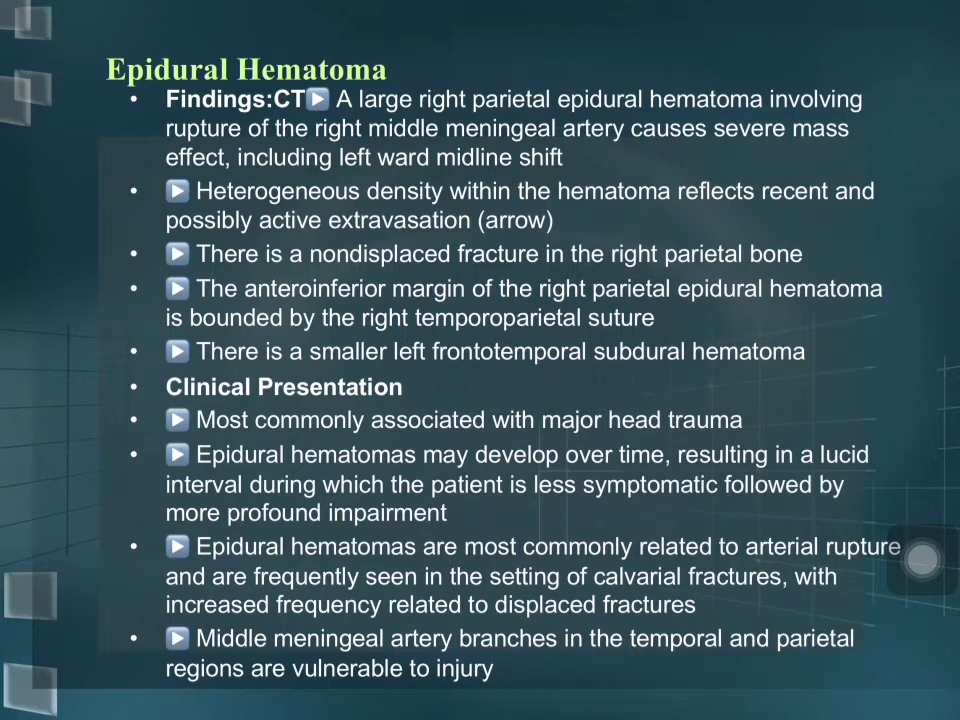 Epidural Hematoma
• Findings:CT▶ A large right parietal epidural hematoma involving
rupture of the right middle meningeal artery causes severe mass
effect, including left ward midline shift
• ▶ Heterogeneous density within the hematoma reflects recent and
possibly active extravasation (arrow)
• ▶ There is a nondisplaced fracture in the right parietal bone
• ▶ The anteroinferior margin of the right parietal epidural hematoma
is bounded by the right temporoparietal suture
• ▶ There is a smaller left frontotemporal subdural hematoma
• Clinical Presentation
• ▶ Most commonly associated with major head trauma
• ▶ Epidural hematomas may develop over time, resulting in a lucid
interval during which the patient is less symptomatic followed by
more profound impairment
• ▶ Epidural hematomas are most commonly related to arterial rupture
and are frequently seen in the setting of calvarial fractures, with
increased frequency related to displaced fractures
• ▶ Middle meningeal artery branches in the temporal and parietal
regions are vulnerable to injury